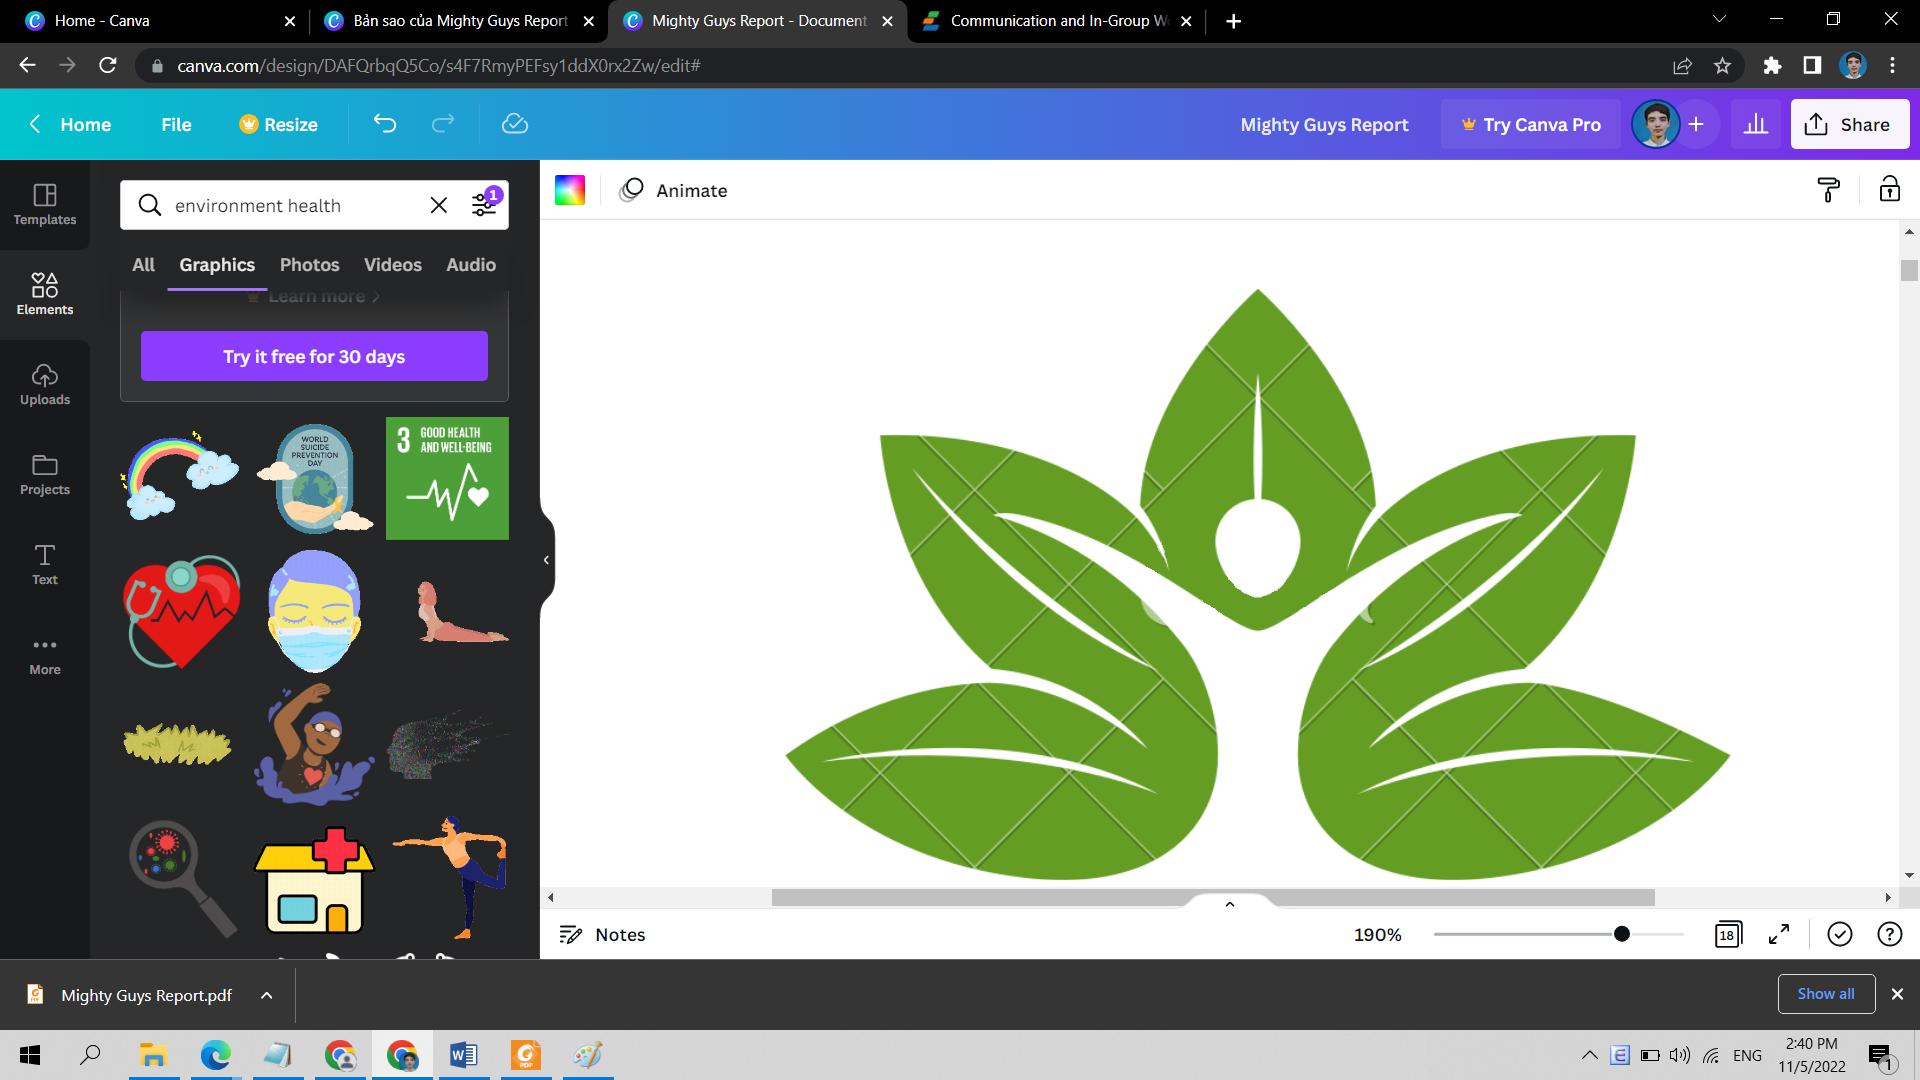 Home - Canva
Bản sao của Mighty Guys Report
Mighty Guys Report - Document
Communication and In-Group W
canva.com/design/DAFQrbqQ5Co/s4F7RmyPEFsy1ddX0rx2Zw/edit#
Home
File
Resize
Mighty Guys Report
Try Canva Pro
Share
Templates
Elements
Uploads
Projects
Text
More
environment health
1
All
Graphics
Photos
Videos
Audio
Learn more
Try it free for 30 days
WORLD
SUICIDE
PREVENTION
DAY
3 GOOD HEALTH
AND WELL-BEING
Animate
Notes
190%
18
Mighty Guys Report.pdf
Show all
ENG
2:40 PM
11/5/2022
1